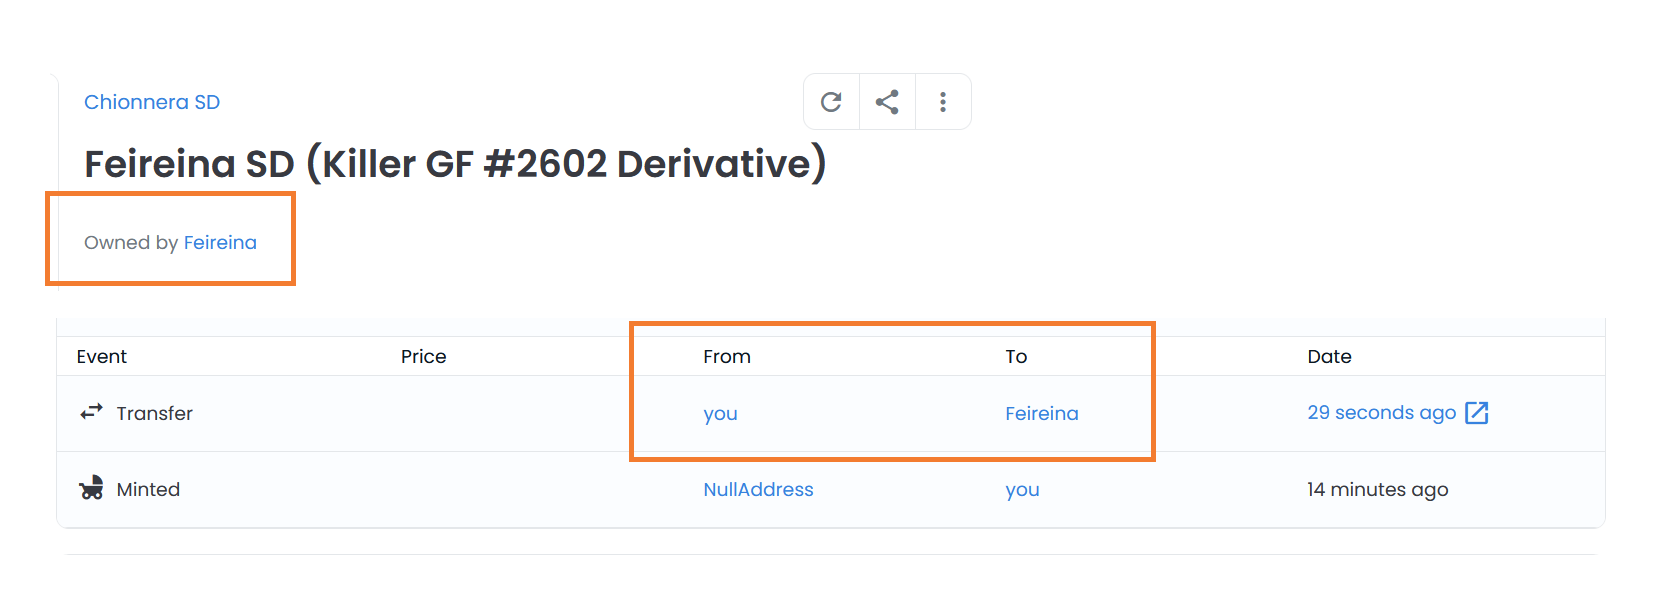 Chionnera SD
Feireina SD (Killer GF #2602 Derivative)
Owned by Feireina
Event Price From To Date
Transfer you Feireina 29 seconds ago
Minted NullAddress you 14 minutes ago